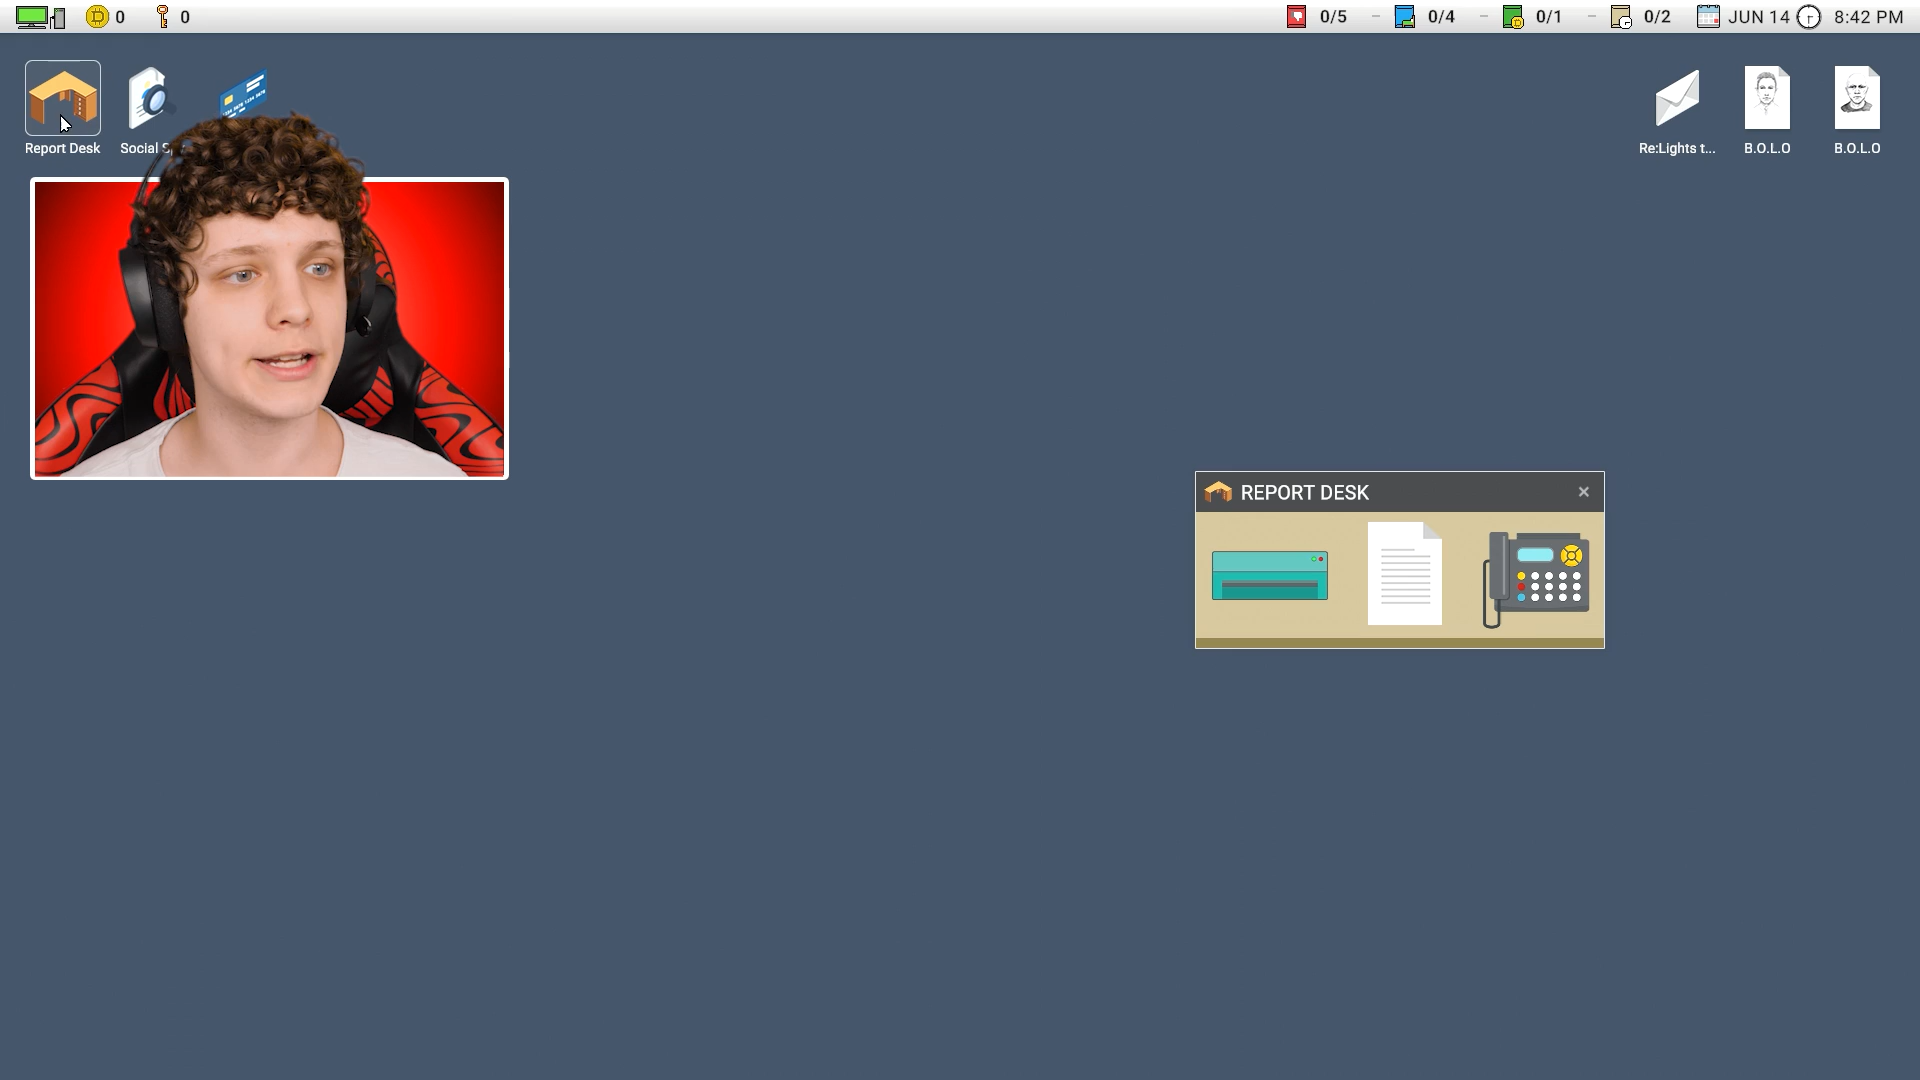 0 0 0/5 - 0/4 - 0/1 - 0/2 JUN 14 8:42 PM
Report Desk Social Re:Lights t... B.O.L.O B.O.L.O
REPORT DESK